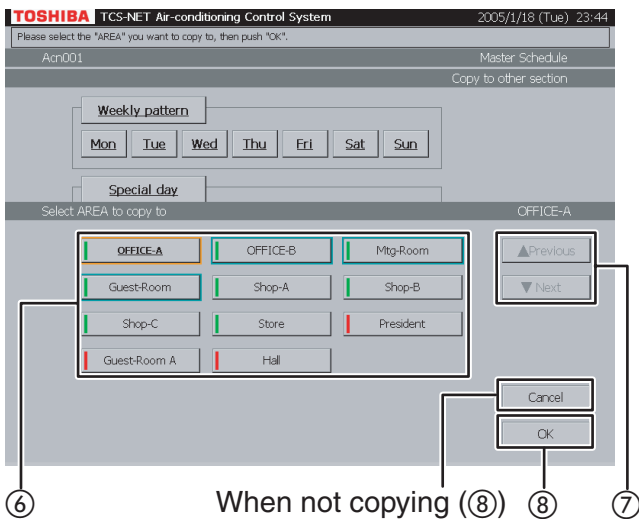 TOSHIBA TCS-NET Air-conditioning Control System 2005/1/18 (Tue) 23:44
Please select the "AREA" you want to copy to, then push "OK".
Acn001 Master Schedule
Copy to other section
Weekly pattern
Mon Tue Wed Thu Fri Sat Sun
Special day
Select AREA to copy to OFFICE-A
OFFICE-A OFFICE-B Mtg-Room ▲Previous
Guest-Room Shop-A Shop-B ▼Next
Shop-C Store President
Guest-Room A Hall
Cancel
OK
⑥ When not copying (⑧) ⑧ ⑦